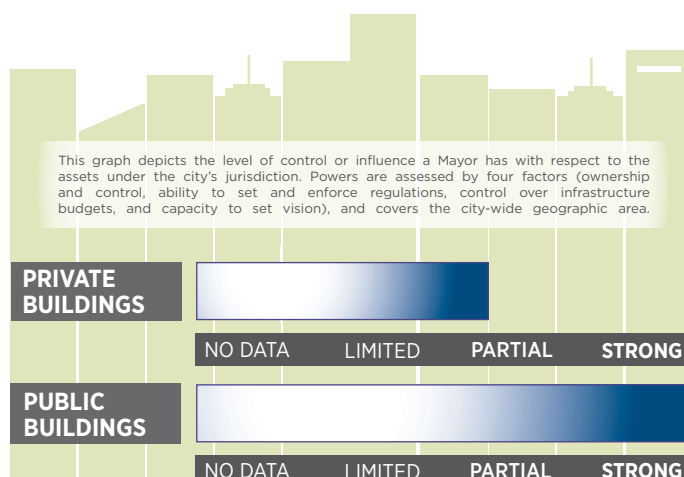 This graph depicts the level of control or influence a Mayor has with respect to the
assets under the city's jurisdiction. Powers are assessed by four factors (ownership
and control, ability to set and enforce regulations, control over infrastructure
budgets, and capacity to set vision), and covers the city-wide geographic area.
PRIVATE
BUILDINGS
NO DATA LIMITED PARTIAL STRONG
PUBLIC
BUILDINGS
NO DATA LIMITED PARTIAL STRONG